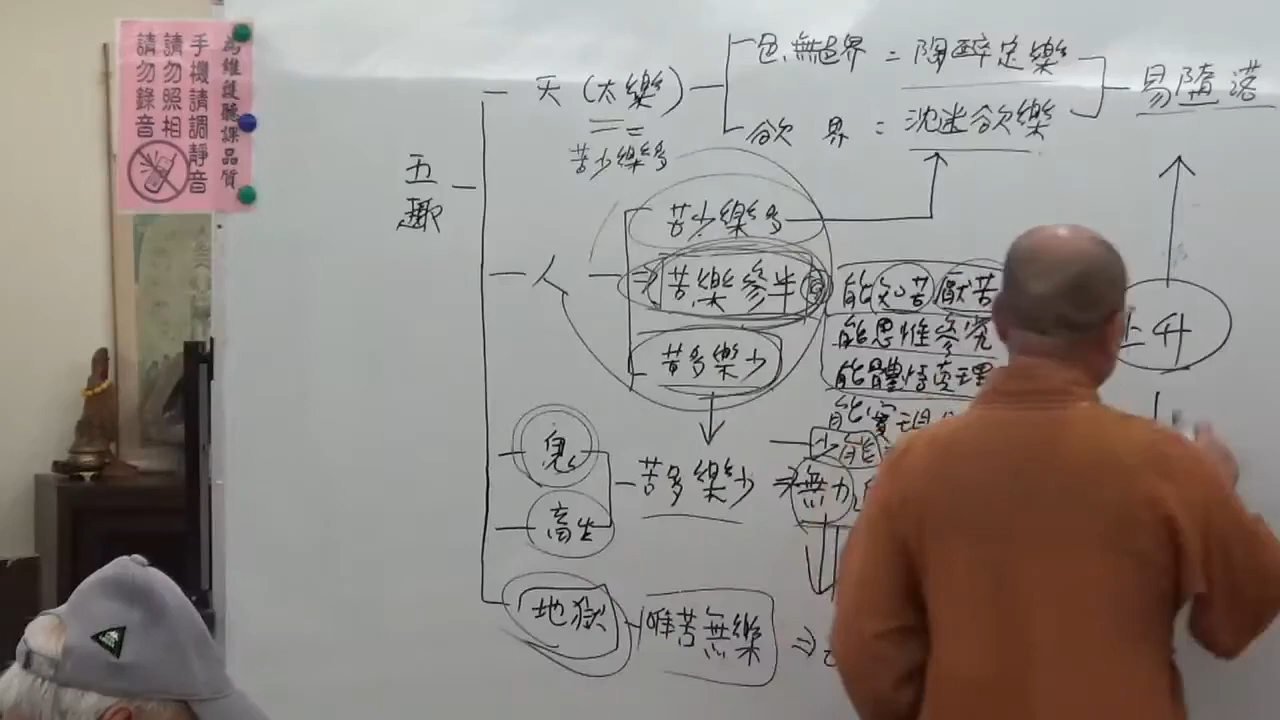 為維護聽課品質
手機請調靜音
請勿照相
請勿錄音
五趣
天(太樂)
苦少樂多
色無色界=陶醉定樂
欲界:沈迷欲樂
易墮落
人
苦少樂多
苦樂參半
苦多樂少
能知苦厭苦
能思惟參究
能體悟真理
能實現
上升
鬼
畜生
苦多樂少
無力
地獄
唯苦無樂